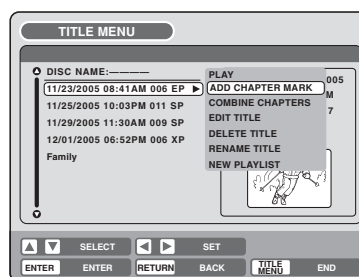 TITLE MENU
DISC NAME:————
11/23/2005 08:41AM 006 EP
11/25/2005 10:03PM 011 SP
11/29/2005 11:30AM 009 SP
12/01/2005 06:52PM 006 XP
Family
PLAY
ADD CHAPTER MARK
COMBINE CHAPTERS
EDIT TITLE
DELETE TITLE
RENAME TITLE
NEW PLAYLIST
005
M
7
SELECT SET
ENTER ENTER RETURN BACK TITLE MENU END